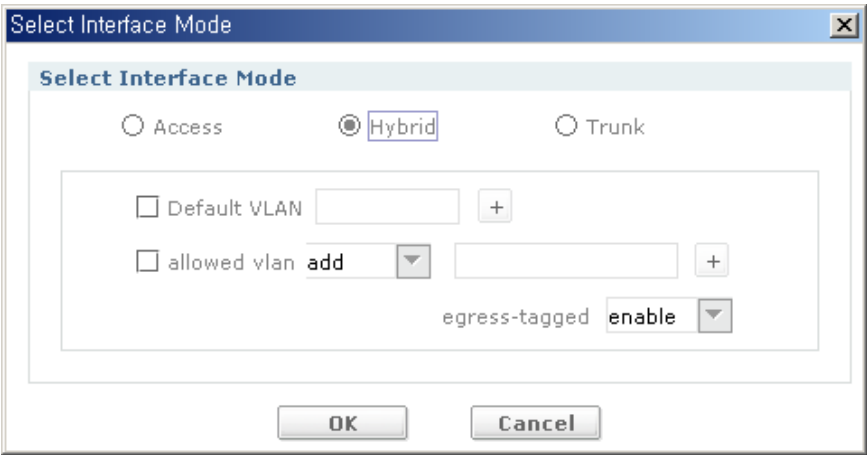 Select Interface Mode
Select Interface Mode
Access Hybrid Trunk
Default VLAN +
allowed vlan add +
egress-tagged enable
OK Cancel